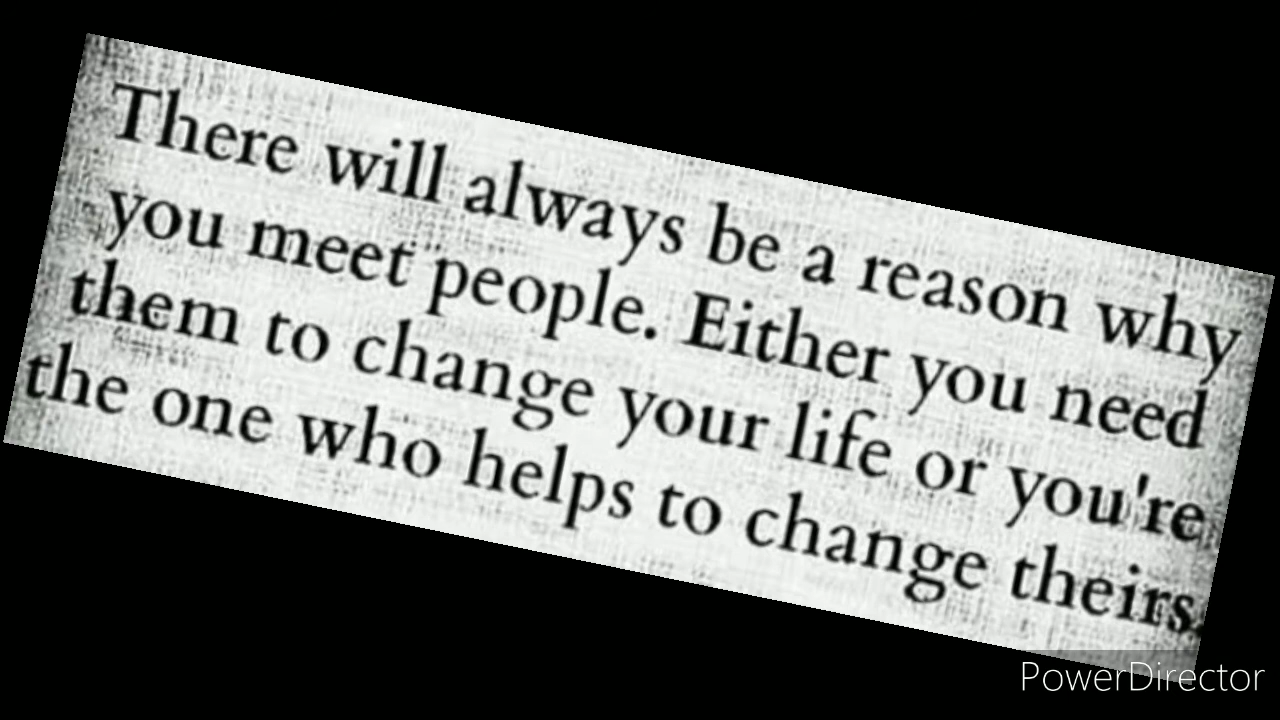 There will always be a reason why
you meet people. Either you need
them to change your life or you're
the one who helps to change theirs.
PowerDirector